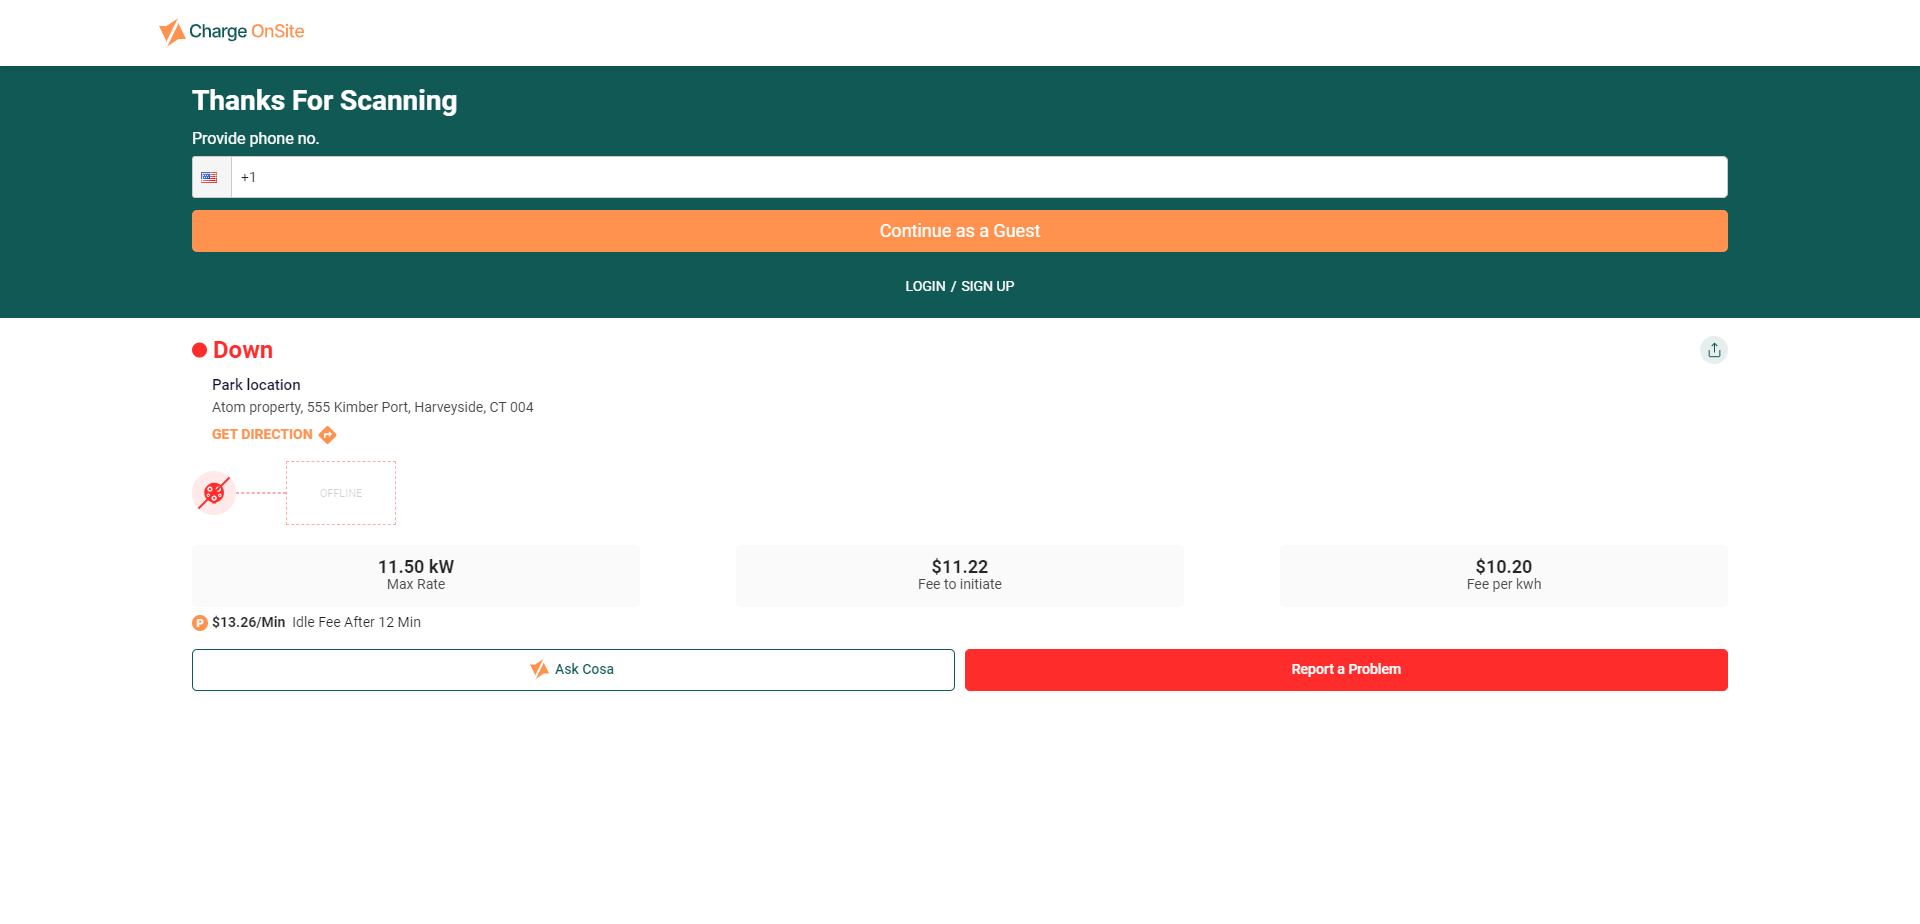 Charge OnSite
Thanks For Scanning
Provide phone no.
+1
Continue as a Guest
LOGIN / SIGN UP
Down
Park location
Atom property, 555 Kimber Port, Harveyside, CT 004
GET DIRECTION
OFFLINE
11.50 kW
Max Rate
$11.22
Fee to initiate
$10.20
Fee per kwh
P $13.26/Min Idle Fee After 12 Min
Ask Cosa
Report a Problem